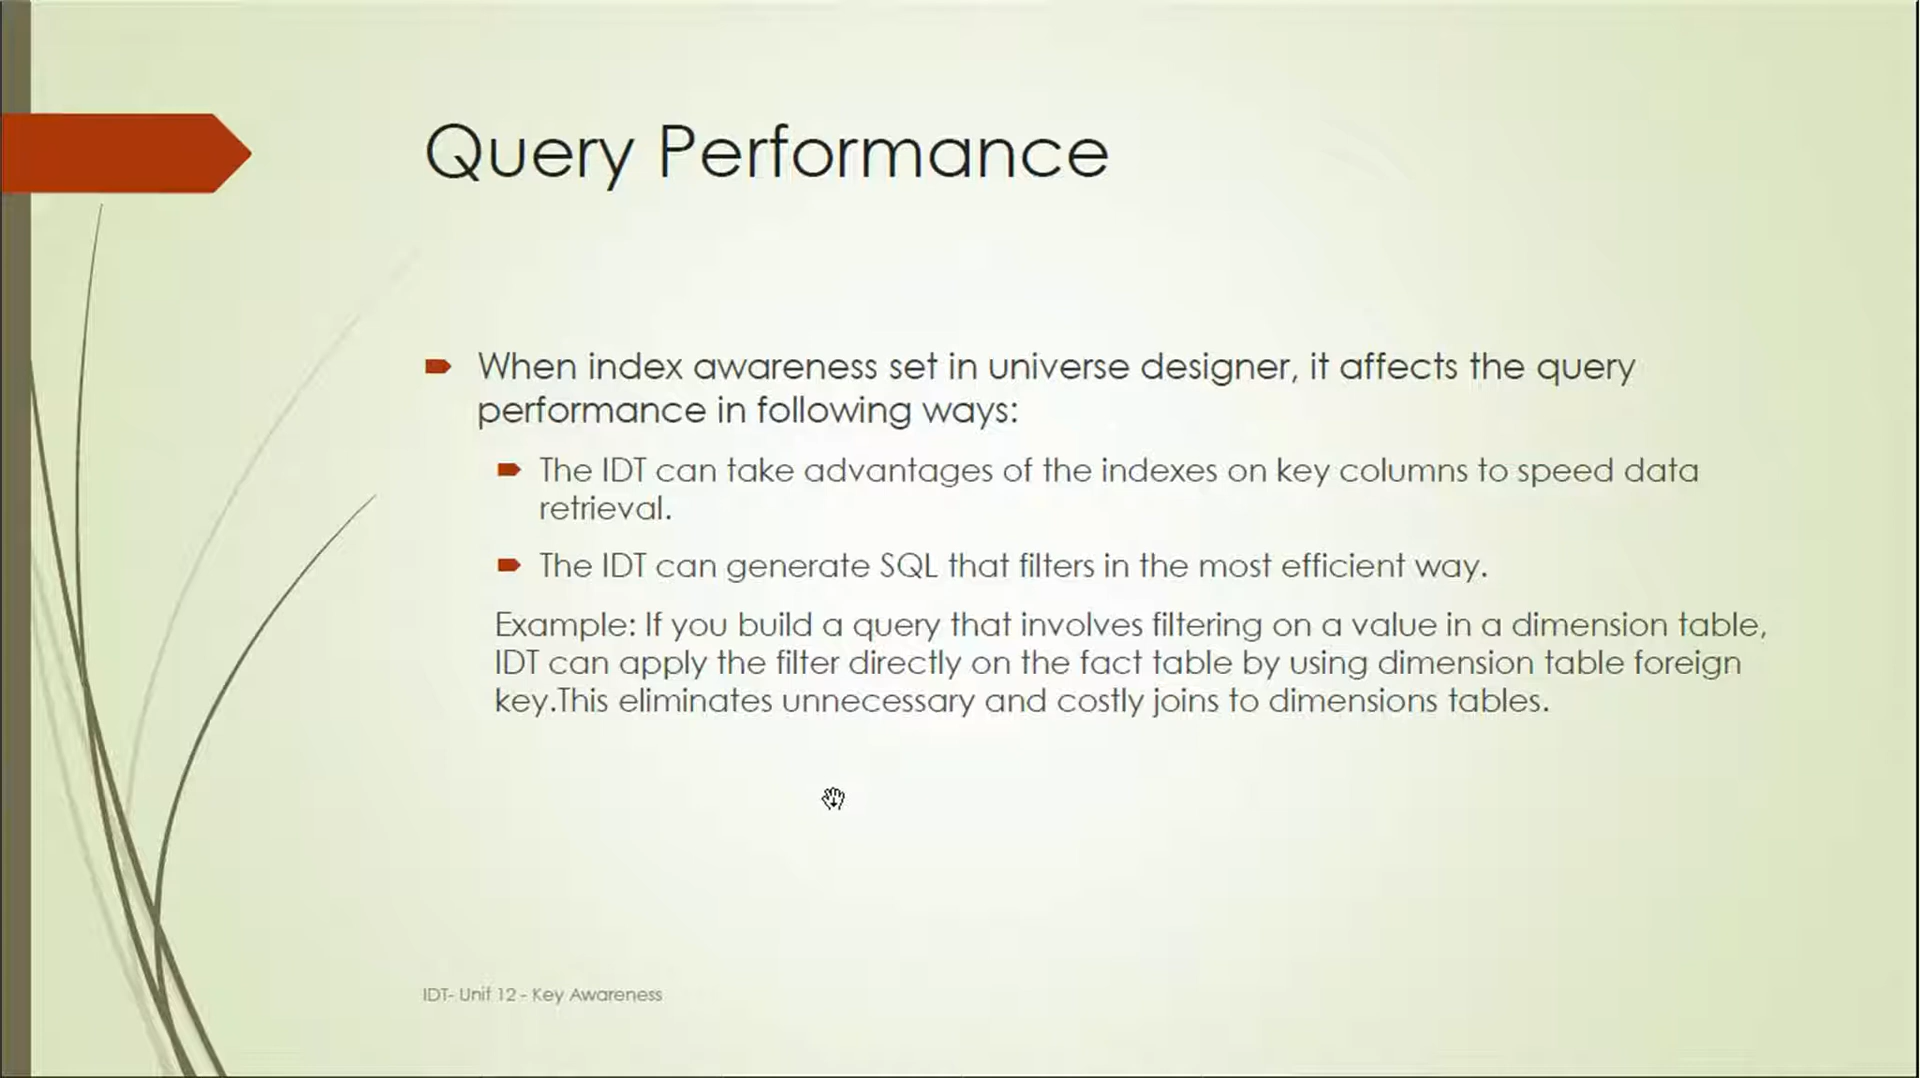 Query Performance
When index awareness set in universe designer, it affects the query
performance in following ways:
The IDT can take advantages of the indexes on key columns to speed data
retrieval.
The IDT can generate SQL that filters in the most efficient way.
Example: If you build a query that involves filtering on a value in a dimension table,
IDT can apply the filter directly on the fact table by using dimension table foreign
key.This eliminates unnecessary and costly joins to dimensions tables.
IDT- Unit 12 - Key Awareness